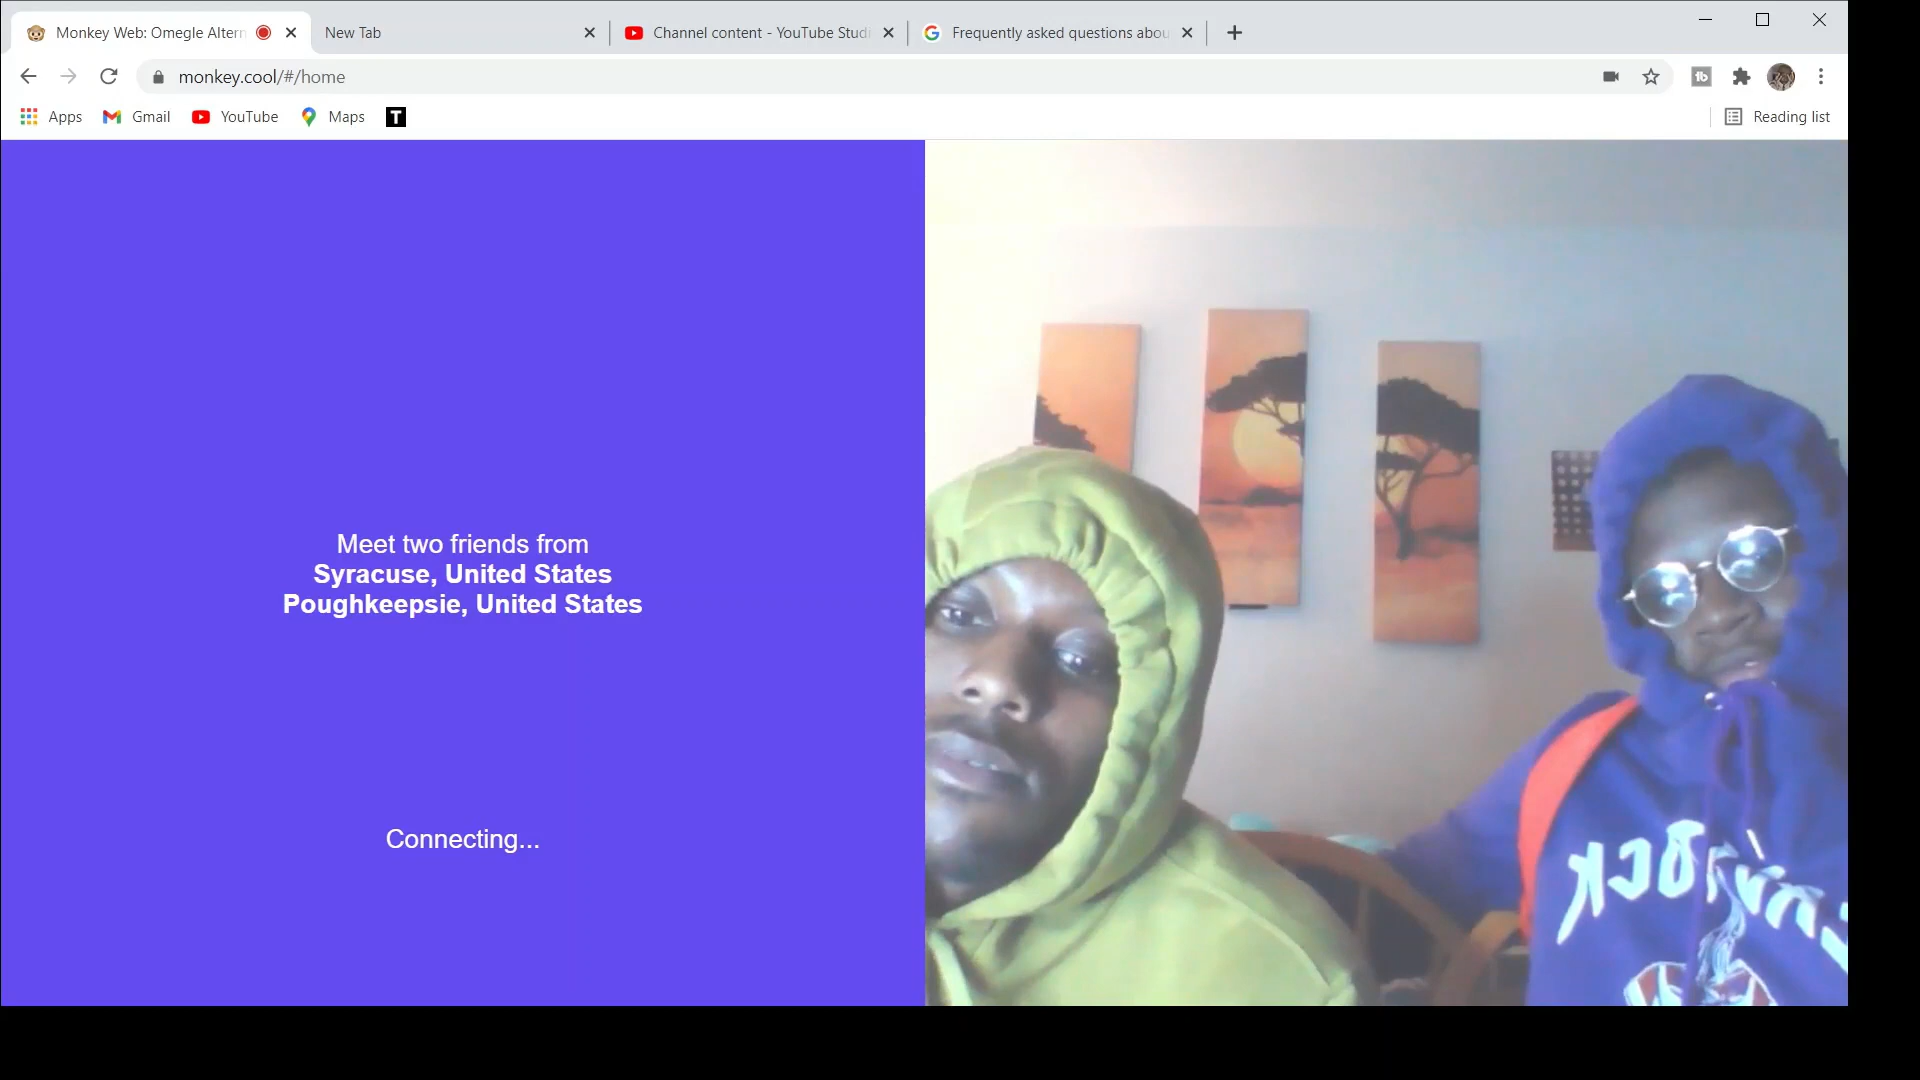 Monkey Web: Omegle Altern
New Tab
Channel content - YouTube Studi
Frequently asked questions abou
monkey.cool/#/home
tb
Apps
Gmail
YouTube
Maps
T
Reading list
Meet two friends from
Syracuse, United States
Poughkeepsie, United States
Connecting...